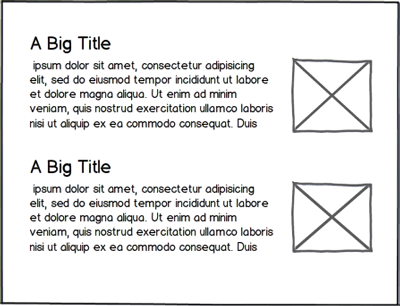 A Big Title
ipsum dolor sit amet, consectetur adipisicing
elit, sed do eiusmod tempor incididunt ut labore
et dolore magna aliqua. Ut enim ad minim
veniam, quis nostrud exercitation ullamco laboris
nisi ut aliquip ex ea commodo consequat. Duis
A Big Title
ipsum dolor sit amet, consectetur adipisicing
elit, sed do eiusmod tempor incididunt ut labore
et dolore magna aliqua. Ut enim ad minim
veniam, quis nostrud exercitation ullamco laboris
nisi ut aliquip ex ea commodo consequat. Duis